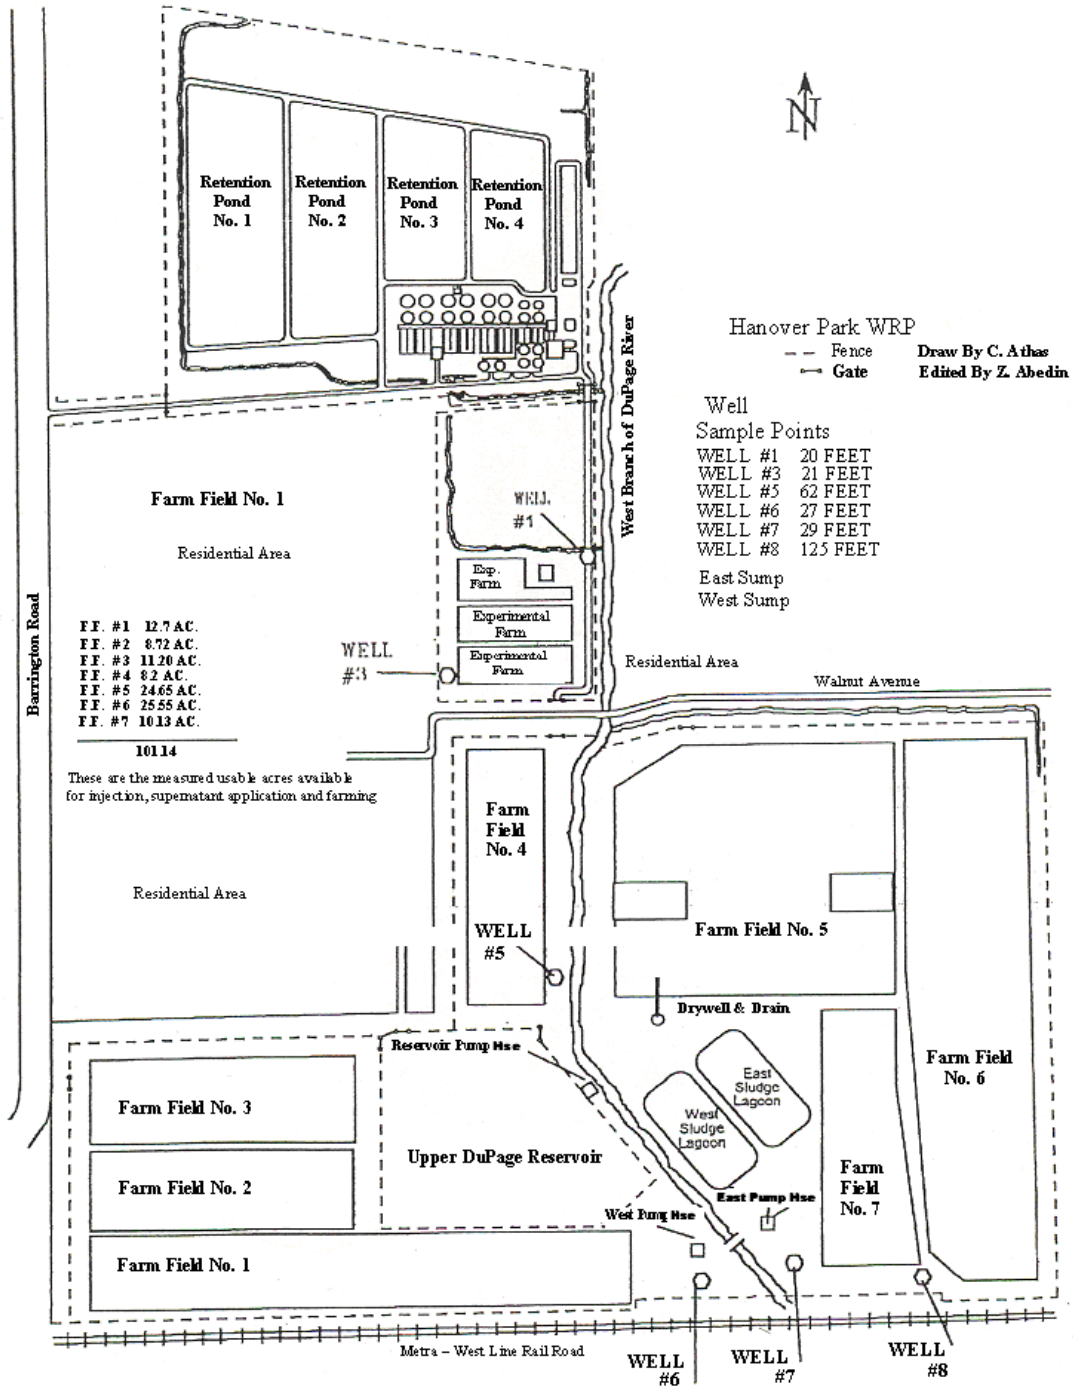 N
Retention
Pond
No. 1
Retention
Pond
No. 2
Retention
Pond
No. 3
Retention
Pond
No. 4
Hanover Park WRP
Fence
Gate
Draw By C. Athas
Edited By Z. Abedin
West Branch of DuPage River
Well
Sample Points
WELL #1 20 FEET
WELL #3 21 FEET
WELL #5 62 FEET
WELL #6 27 FEET
WELL #7 29 FEET
WELL #8 125 FEET
East Sump
West Sump
Farm Field No. 1
Residential Area
WELL
#1
Exp.
Farm
Experimental
Farm
Experimental
Farm
WELL
#3
Barrington Road
F.F. #1 12.7 AC.
F.F. #2 8.72 AC.
F.F. #3 11.20 AC.
F.F. #4 8.2 AC.
F.F. #5 24.65 AC.
F.F. #6 25.55 AC.
F.F. #7 10.13 AC.
101.14
These are the measured usable acres available
for injection, supernatant application and farming
Residential Area
Walnut Avenue
Farm
Field
No. 4
Residential Area
WELL
#5
Farm Field No. 5
Drywell & Drain
Reservoir Pump Hse
East
Sludge
Lagoon
West
Sludge
Lagoon
Farm Field
No. 6
Farm Field No. 3
Upper DuPage Reservoir
Farm Field No. 2
Farm
Field
No. 7
East Pump Hse
West Pump Hse
Farm Field No. 1
Metra – West Line Rail Road
WELL
#6
WELL
#7
WELL
#8